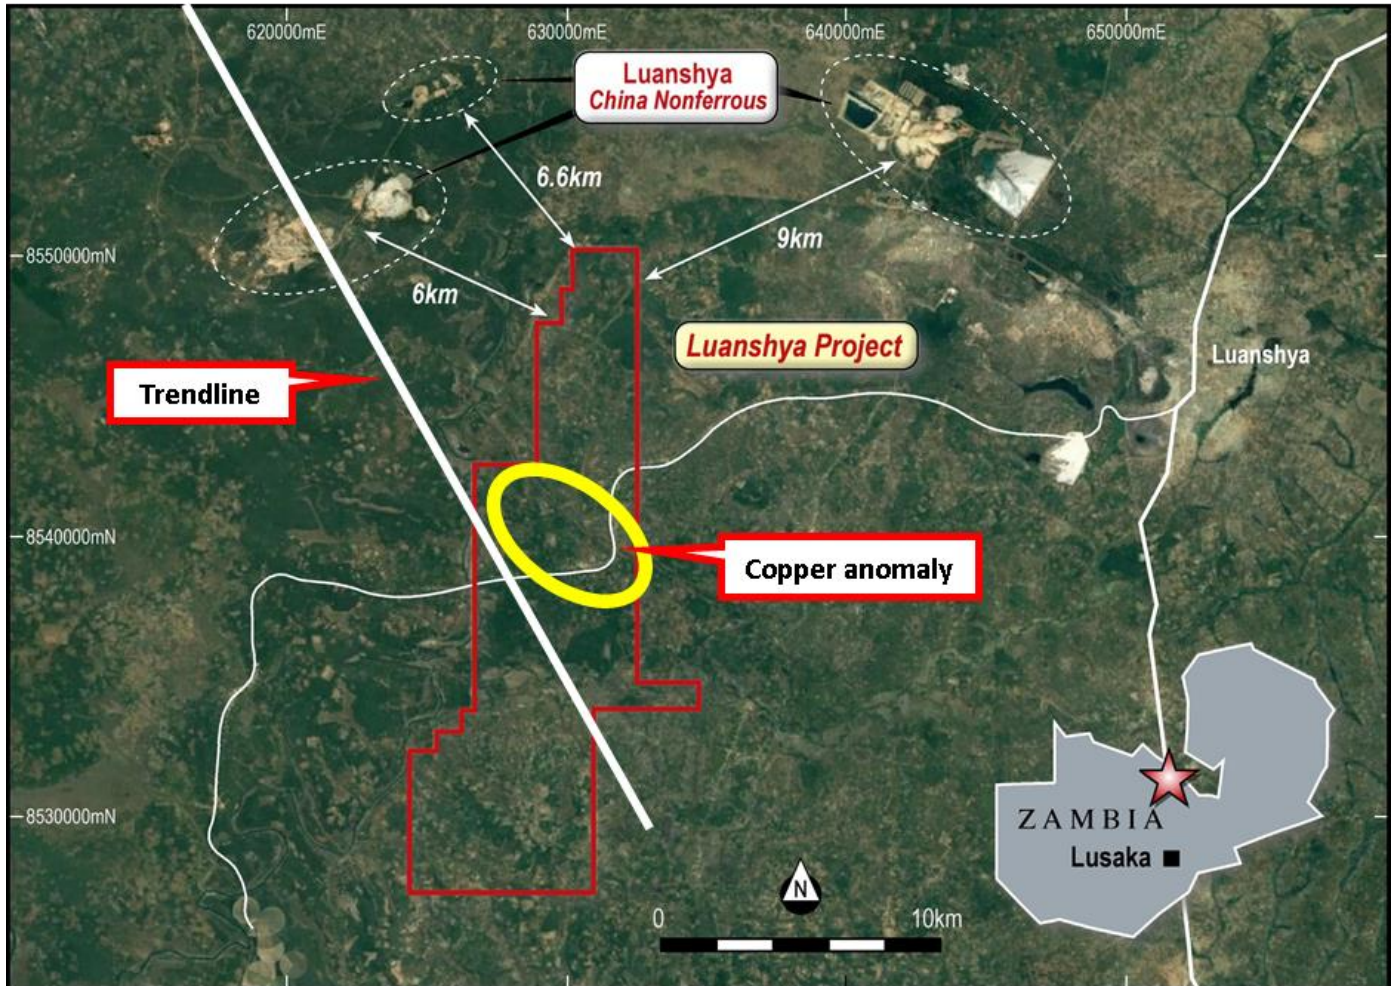 620000mE
630000mE
640000mE
650000mE
Luanshya
China Nonferrous
6.6km
9km
8550000mN
6km
Luanshya Project
Luanshya
Trendline
8540000mN
Copper anomaly
8530000mN
ZAMBIA
Lusaka
N
0
10km